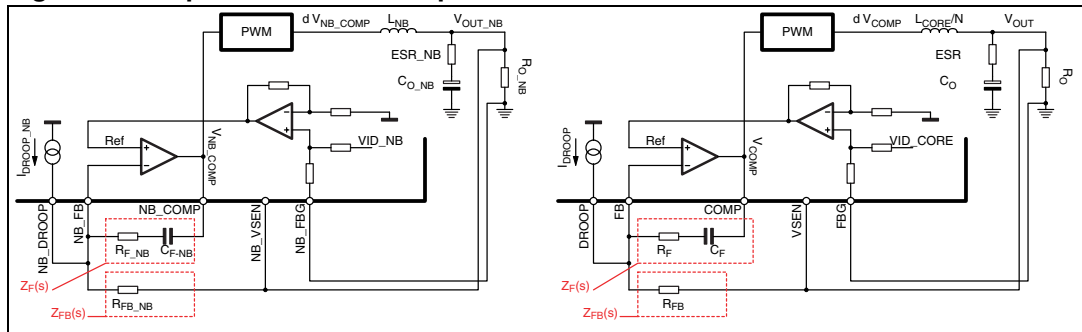 PWM
d V_NB_COMP
L_NB
V_OUT_NB
ESR_NB
C_O_NB
R_O_NB
I_DROOP_NB
Ref
V_NB_COMP
VID_NB
NB_DROOP
NB_FB
NB_COMP
NB_VSEN
NB_FBG
R_F_NB
C_F-NB
Z_F(s)
R_FB_NB
Z_FB(s)
PWM
d V_COMP
L_CORE/N
V_OUT
ESR
C_O
R_O
I_DROOP
Ref
V_COMP
VID_CORE
DROOP
FB
COMP
VSEN
FBG
R_F
C_F
Z_F(s)
R_FB
Z_FB(s)